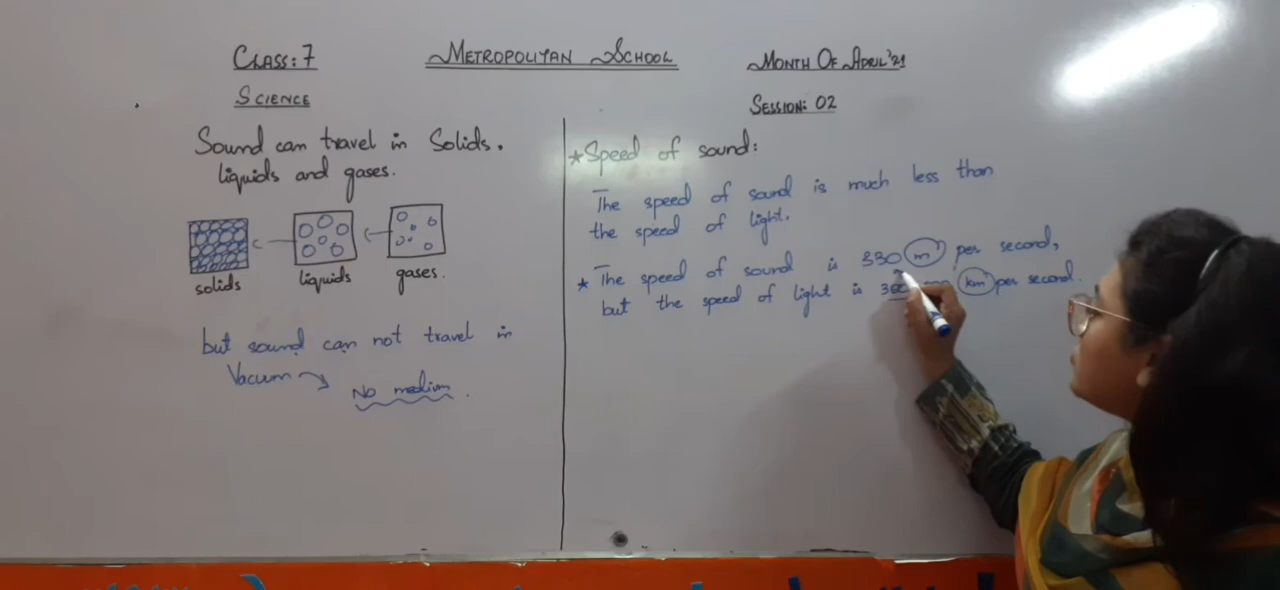 CLASS: 7
METROPOLITAN SCHOOL
MONTH OF APRIL'21
SCIENCE
SESSION: 02
Sound can travel in Solids.
liquids and gases.
solids
liquids
gases.
but sound can not travel in
Vacuum
No medium.
★ Speed of sound:
The speed of sound is much less than
the speed of light.
★ The speed of sound is 330 m per second,
but the speed of light is km per second.